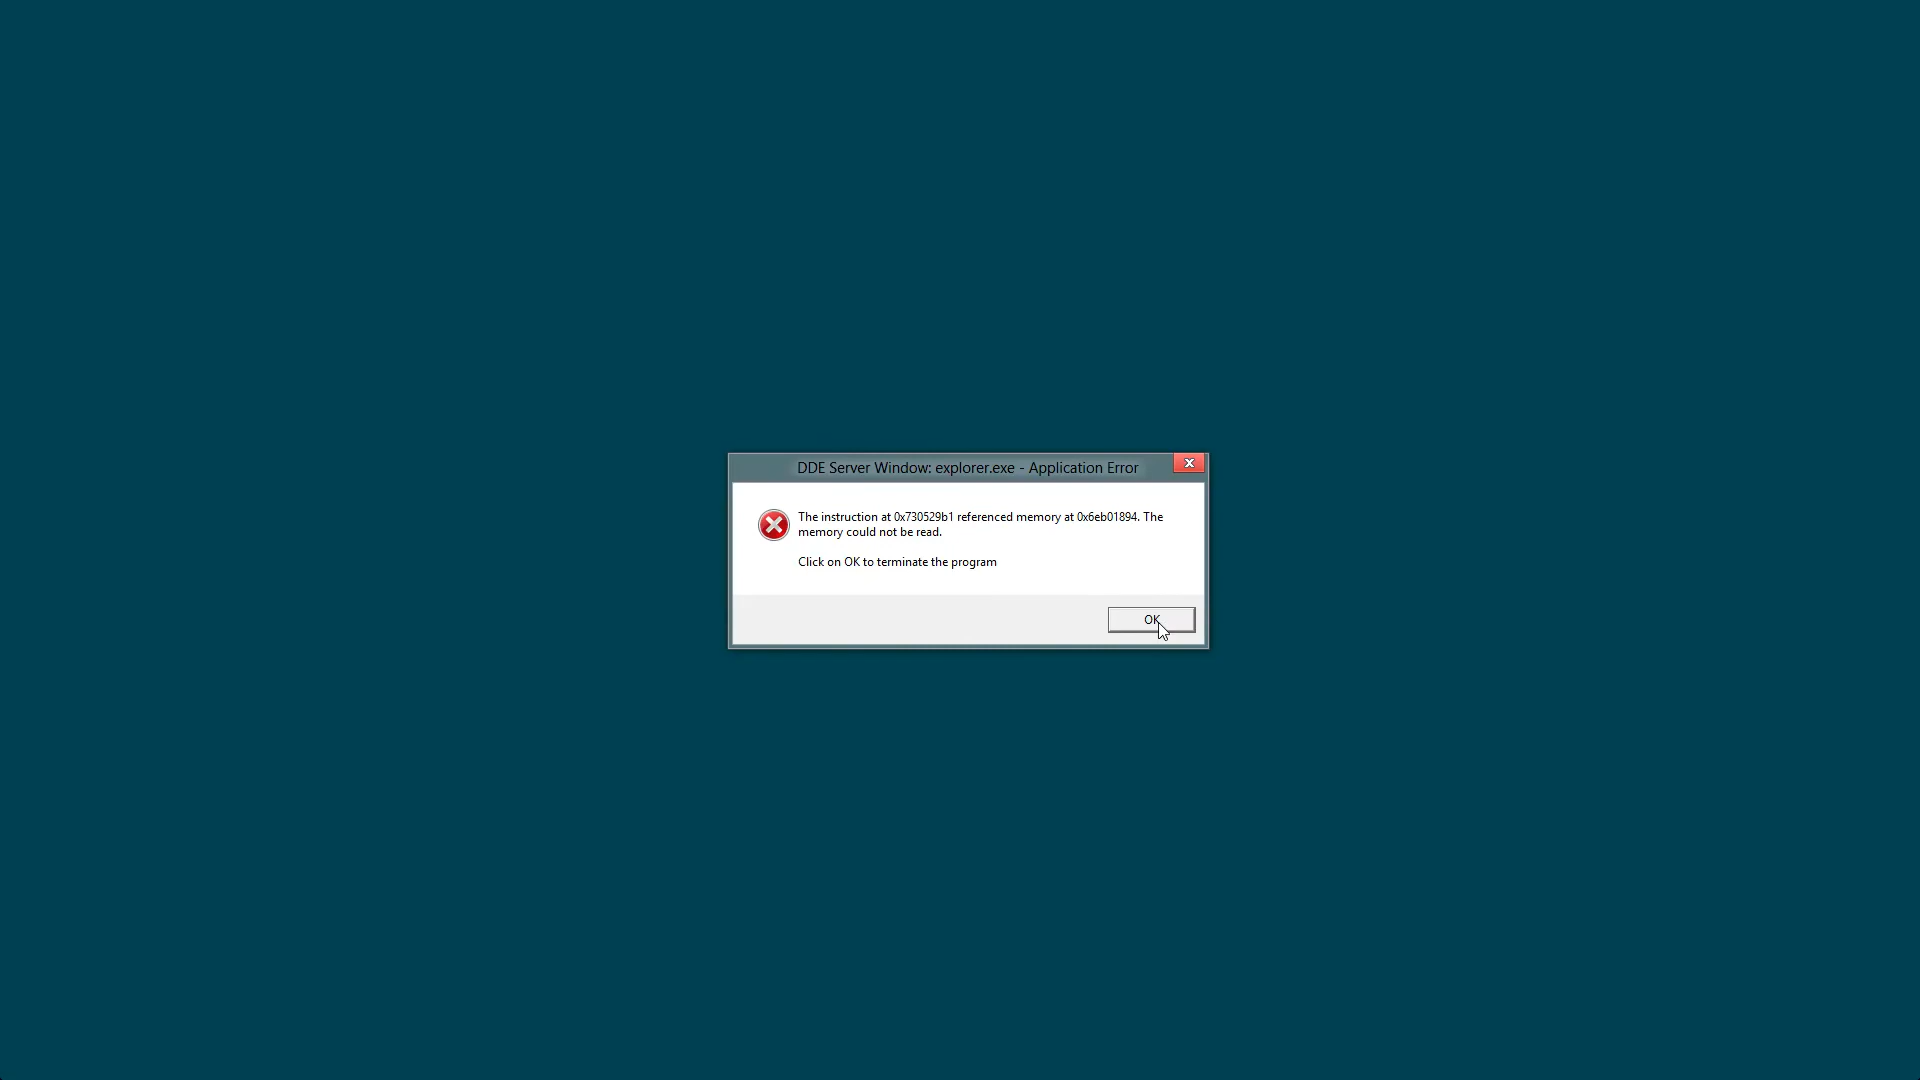 DDE Server Window: explorer.exe - Application Error
The instruction at 0x730529b1 referenced memory at 0x6eb01894. The
memory could not be read.
Click on OK to terminate the program
OK